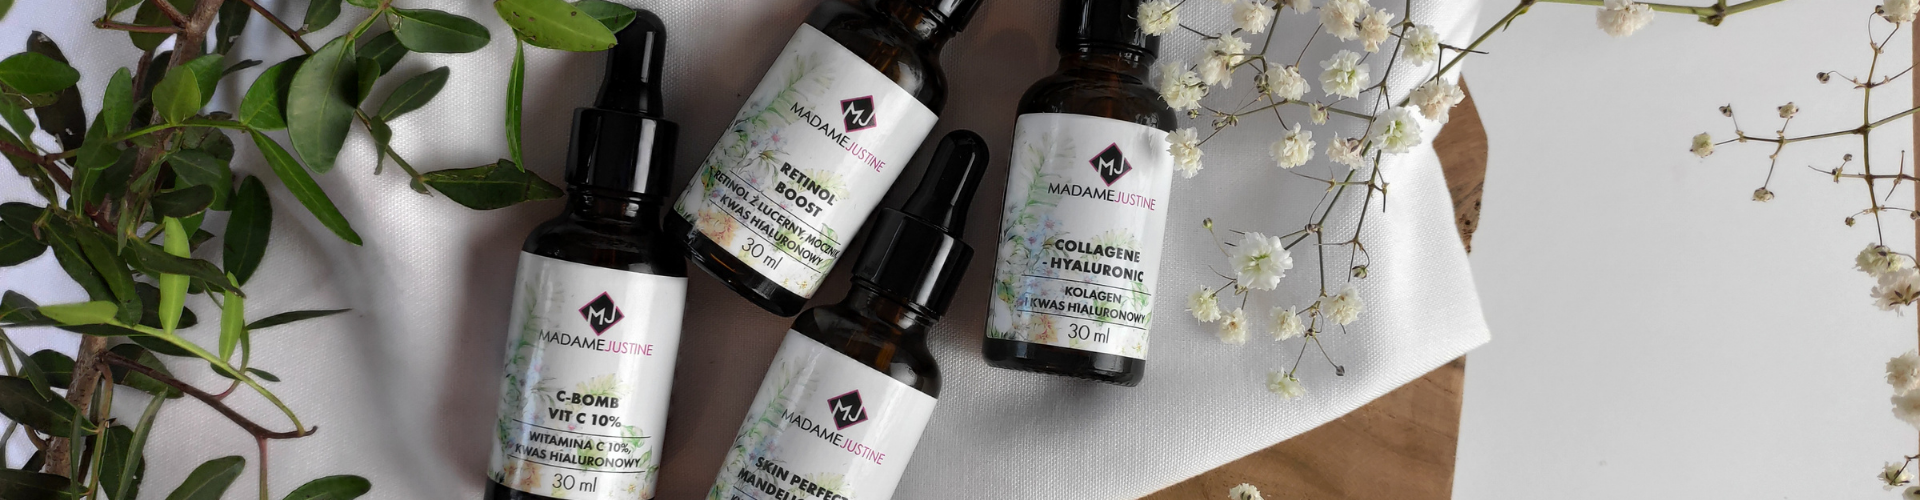 MJ
MADAMEJUSTINE
RETINOL
BOOST
RETINOL Z LUCERNY, MOCZNIK
KWAS HIALURONOWY
30 ml
MJ
MADAMEJUSTINE
COLLAGENE
- HYALURONIC
KOLAGEN
I KWAS HIALURONOWY
30 ml
MJ
MADAMEJUSTINE
C-BOMB
VIT C 10%
WITAMINA C 10%,
KWAS HIALURONOWY
30 ml
MJ
MADAMEJUSTINE
SKIN PERFECT